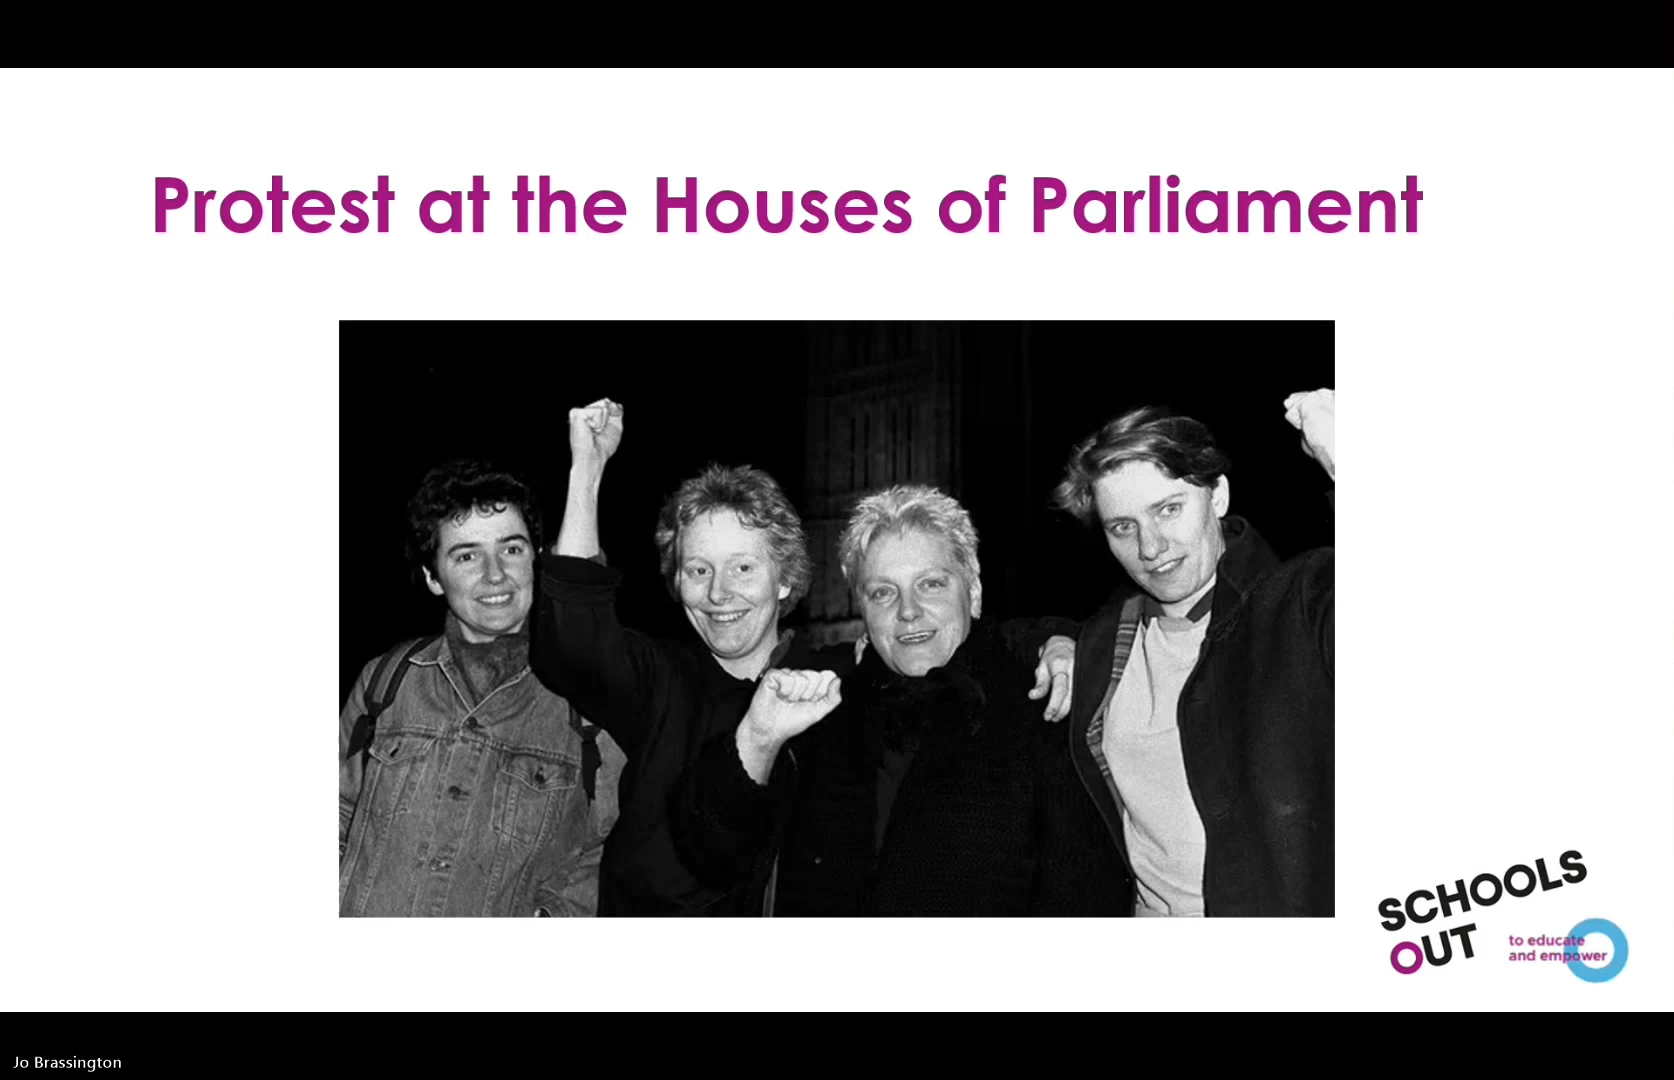 Protest at the Houses of Parliament
SCHOOLS
OUT
to educate
and empower
Jo Brassington